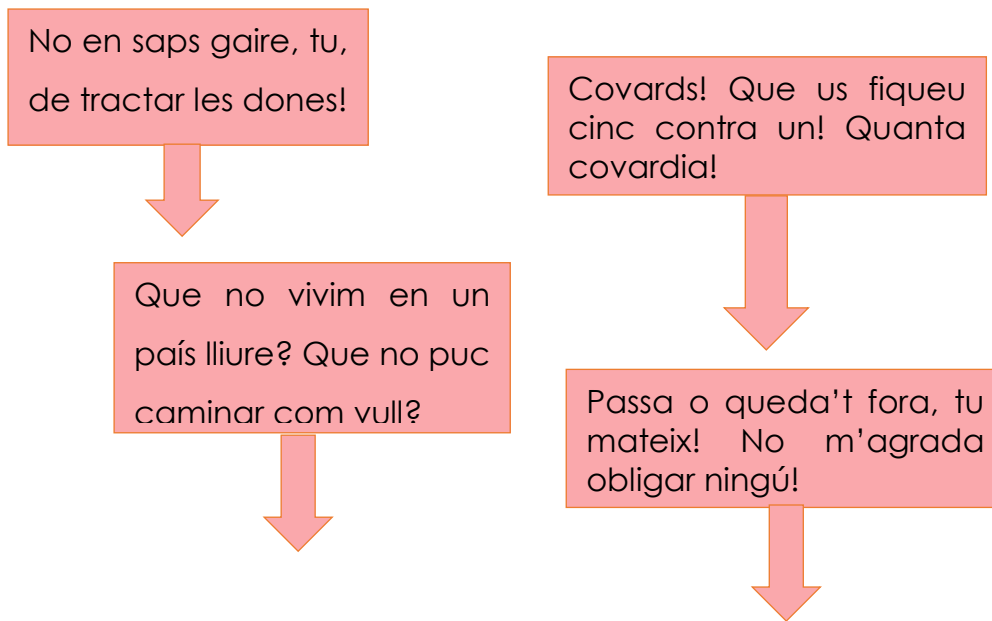 No en saps gaire, tu,
de tractar les dones!
Covards! Que us fiqueu
cinc contra un! Quanta
covardia!
Que no vivim en un
país lliure? Que no puc
caminar com vull?
Passa o queda’t fora, tu
mateix! No m’agrada
obligar ningú!